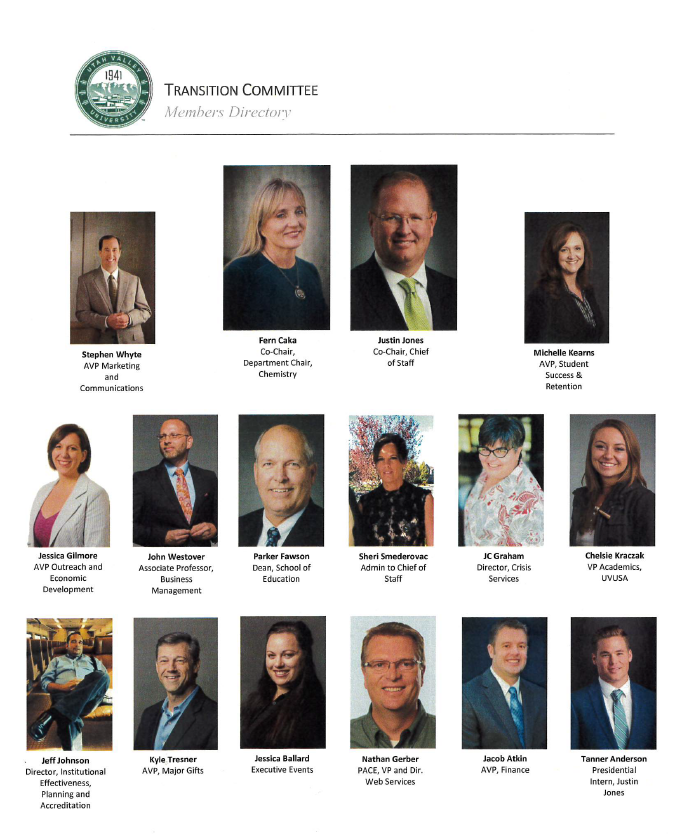 UTAH VALLEY
1941
UNIVERSITY
TRANSITION COMMITTEE
Members Directory
Stephen Whyte
AVP Marketing
and
Communications
Fern Caka
Co-Chair,
Department Chair,
Chemistry
Justin Jones
Co-Chair, Chief
of Staff
Michelle Kearns
AVP, Student
Success &
Retention
Jessica Gilmore
AVP Outreach and
Economic
Development
John Westover
Associate Professor,
Business
Management
Parker Fawson
Dean, School of
Education
Sheri Smederovac
Admin to Chief of
Staff
JC Graham
Director, Crisis
Services
Chelsie Kraczak
VP Academics,
UVUSA
Jeff Johnson
Director, Institutional
Effectiveness,
Planning and
Accreditation
Kyle Tresner
AVP, Major Gifts
Jessica Ballard
Executive Events
Nathan Gerber
PACE, VP and Dir.
Web Services
Jacob Atkin
AVP, Finance
Tanner Anderson
Presidential
Intern, Justin
Jones